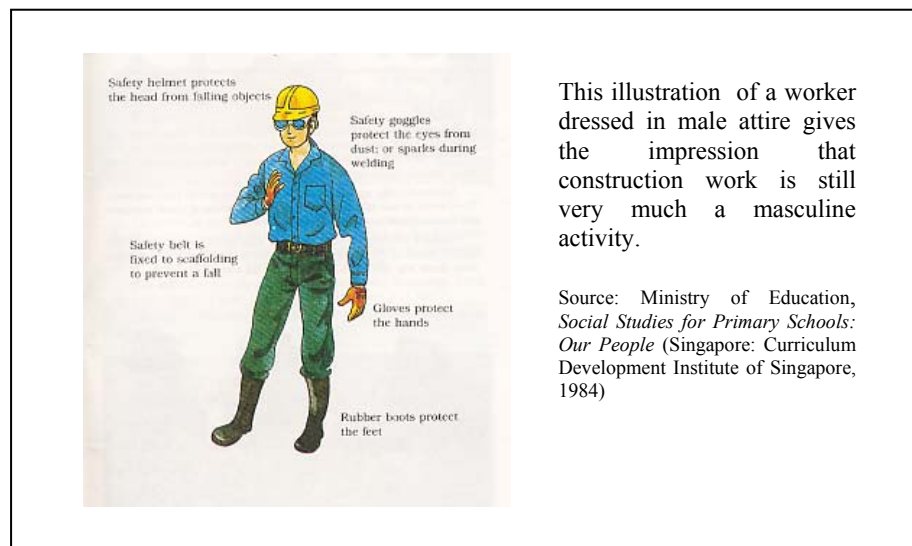 Safety helmet protects
the head from falling objects
Safety goggles
protect the eyes from
dust; or sparks during
welding
Safety belt is
fixed to scaffolding
to prevent a fall
Gloves protect
the hands
Rubber boots protect
the feet
This illustration of a worker
dressed in male attire gives
the impression that
construction work is still
very much a masculine
activity.
Source: Ministry of Education,
Social Studies for Primary Schools:
Our People (Singapore: Curriculum
Development Institute of Singapore,
1984)